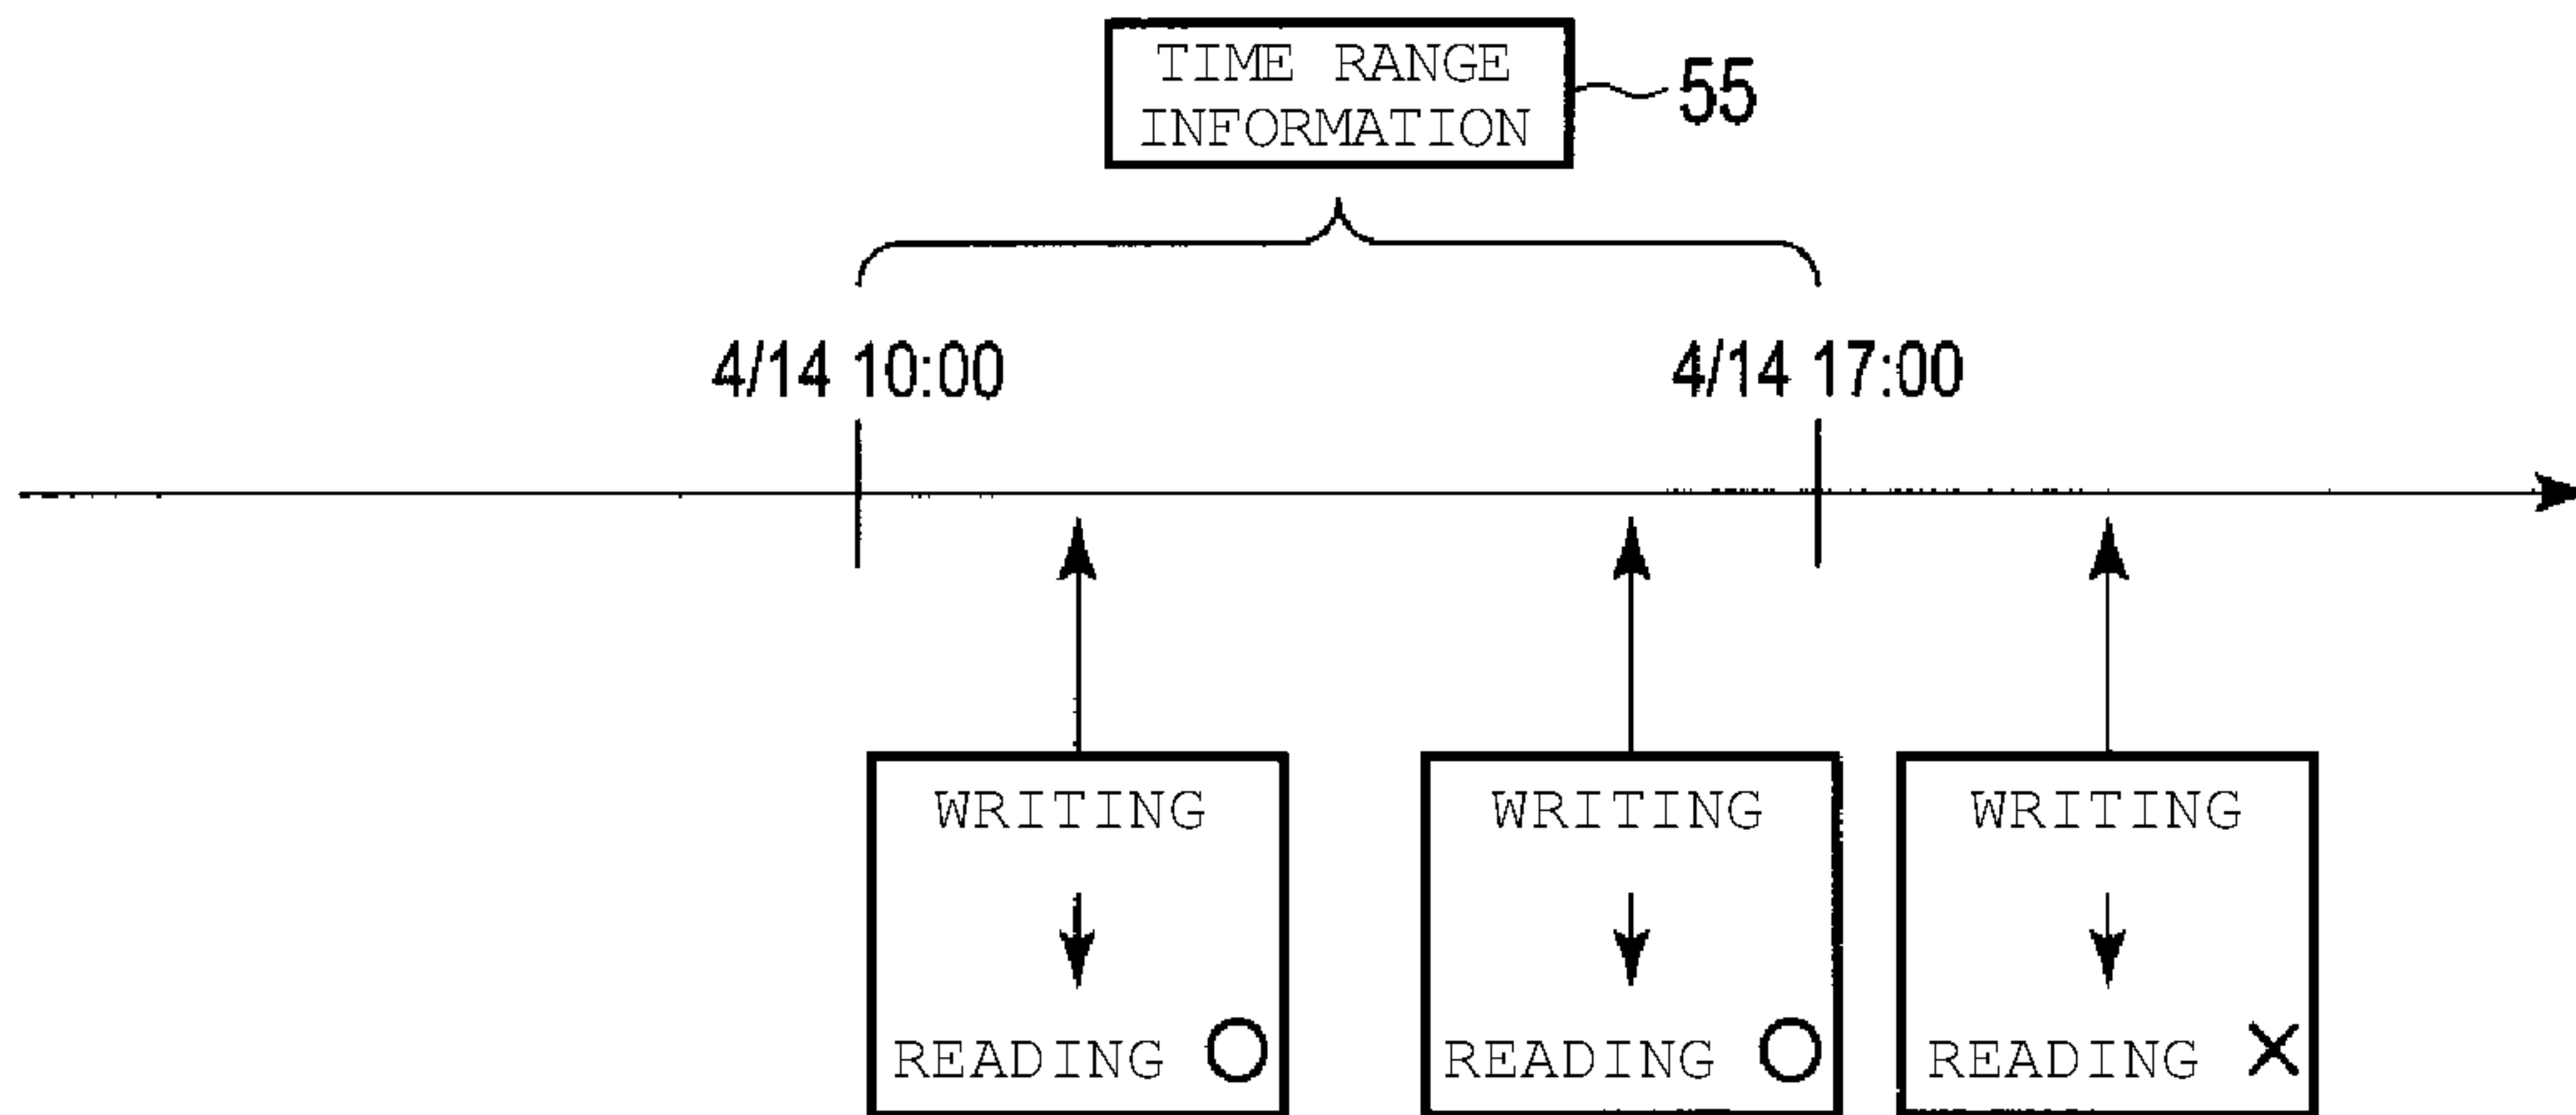 TIME RANGE
INFORMATION
55
4/14 10:00
4/14 17:00
WRITING
READING ○
WRITING
READING ○
WRITING
READING ×